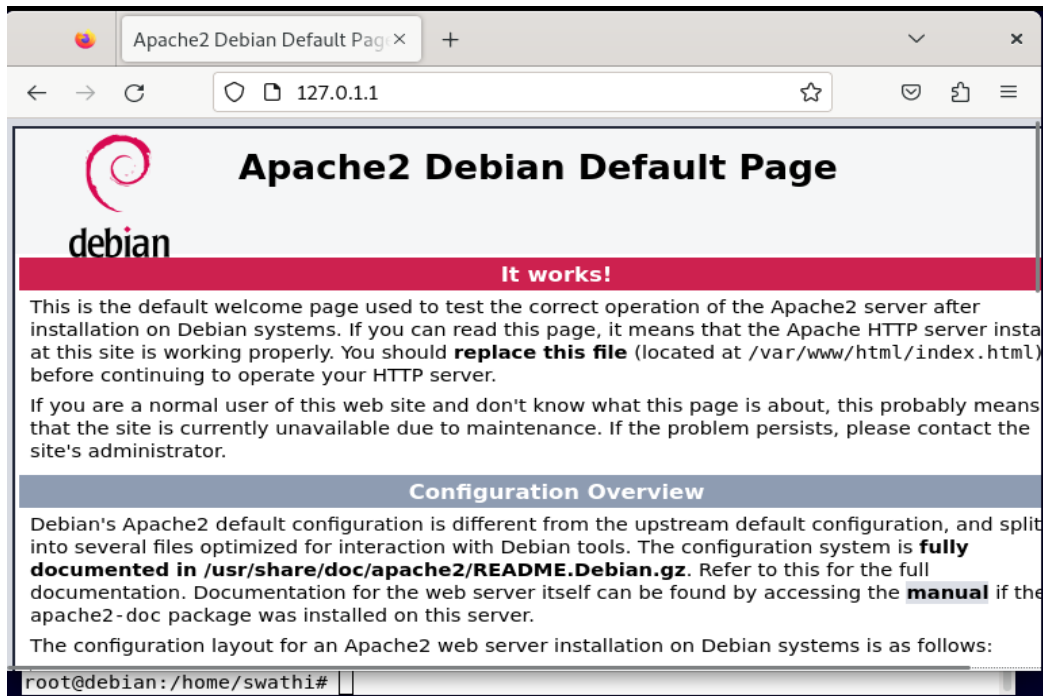 Apache2 Debian Default Pag
127.0.1.1
debian
Apache2 Debian Default Page
It works!
This is the default welcome page used to test the correct operation of the Apache2 server after
installation on Debian systems. If you can read this page, it means that the Apache HTTP server insta
at this site is working properly. You should replace this file (located at /var/www/html/index.html)
before continuing to operate your HTTP server.
If you are a normal user of this web site and don't know what this page is about, this probably means
that the site is currently unavailable due to maintenance. If the problem persists, please contact the
site's administrator.
Configuration Overview
Debian's Apache2 default configuration is different from the upstream default configuration, and split
into several files optimized for interaction with Debian tools. The configuration system is fully
documented in /usr/share/doc/apache2/README.Debian.gz. Refer to this for the full
documentation. Documentation for the web server itself can be found by accessing the manual if the
apache2-doc package was installed on this server.
The configuration layout for an Apache2 web server installation on Debian systems is as follows:
root@debian:/home/swathi#